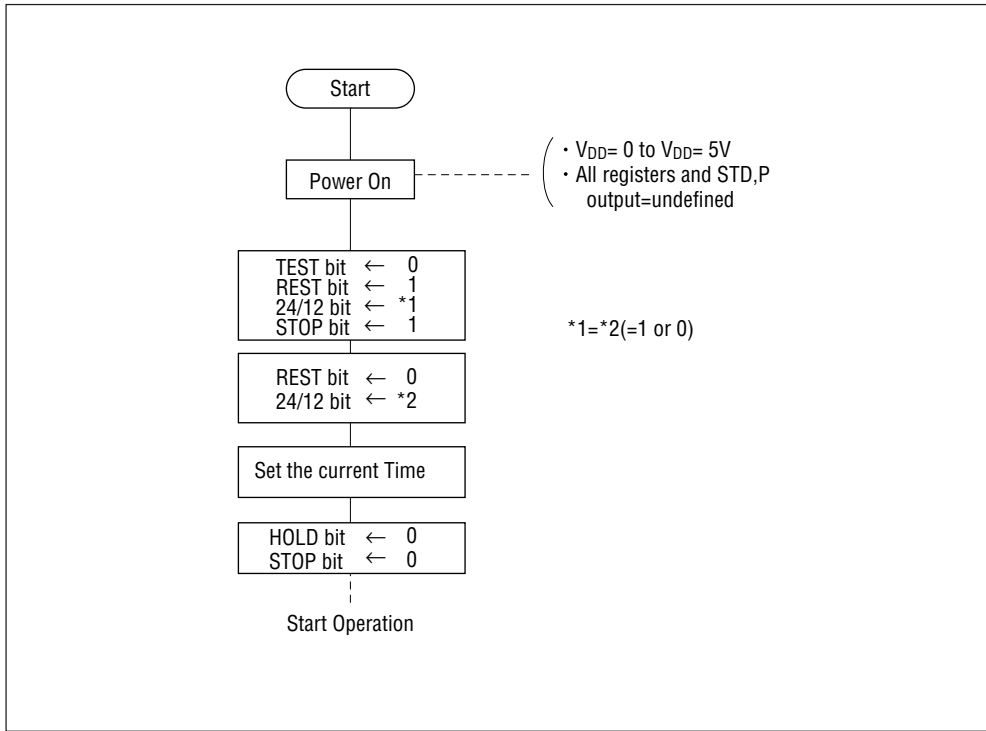 Start
Power On
· VDD= 0 to VDD= 5V
· All registers and STD,P
output=undefined
TEST bit ← 0
REST bit ← 1
24/12 bit ← *1
STOP bit ← 1
*1=*2(=1 or 0)
REST bit ← 0
24/12 bit ← *2
Set the current Time
HOLD bit ← 0
STOP bit ← 0
Start Operation